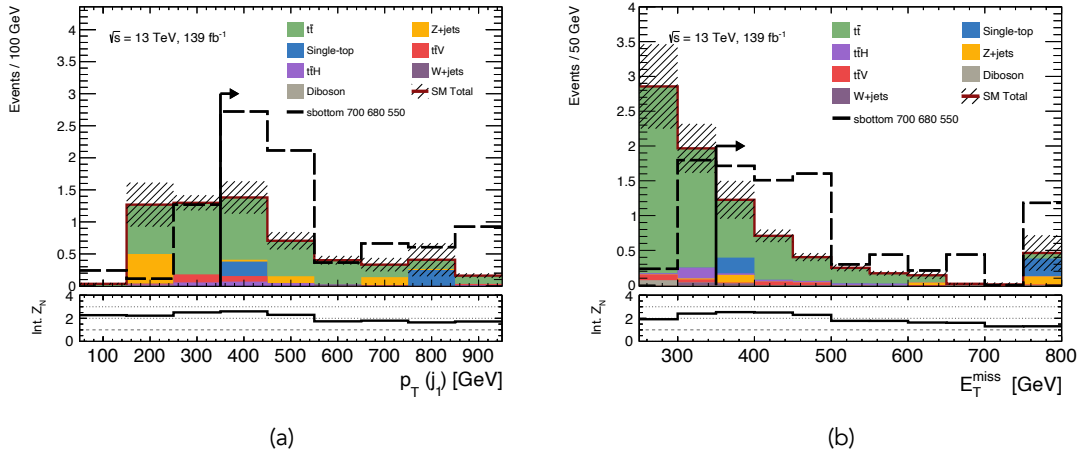 Events / 100 GeV
4
3.5
3
2.5
2
1.5
1
0.5
0
√s = 13 TeV, 139 fb⁻¹
tt̄
Z+jets
Single-top
tt̄V
tt̄H
W+jets
Diboson
SM Total
sbottom 700 680 550
Int. Z_N
4
2
0
100 200 300 400 500 600 700 800 900
p_T (j₁) [GeV]
(a)
Events / 50 GeV
4
3.5
3
2.5
2
1.5
1
0.5
0
√s = 13 TeV, 139 fb⁻¹
tt̄
Single-top
tt̄H
Z+jets
tt̄V
Diboson
W+jets
SM Total
sbottom 700 680 550
Int. Z_N
4
2
0
300 400 500 600 700 800
E_T^miss [GeV]
(b)